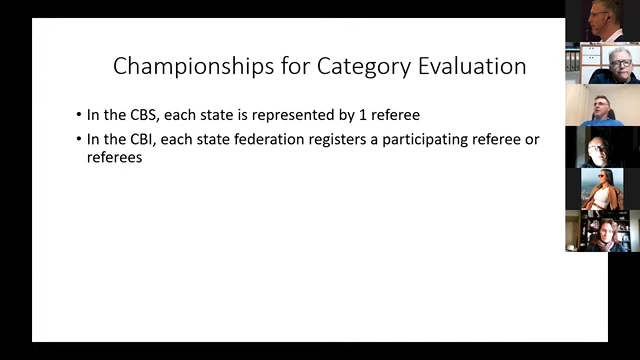 Championships for Category Evaluation
• In the CBS, each state is represented by 1 referee
• In the CBI, each state federation registers a participating referee or
referees